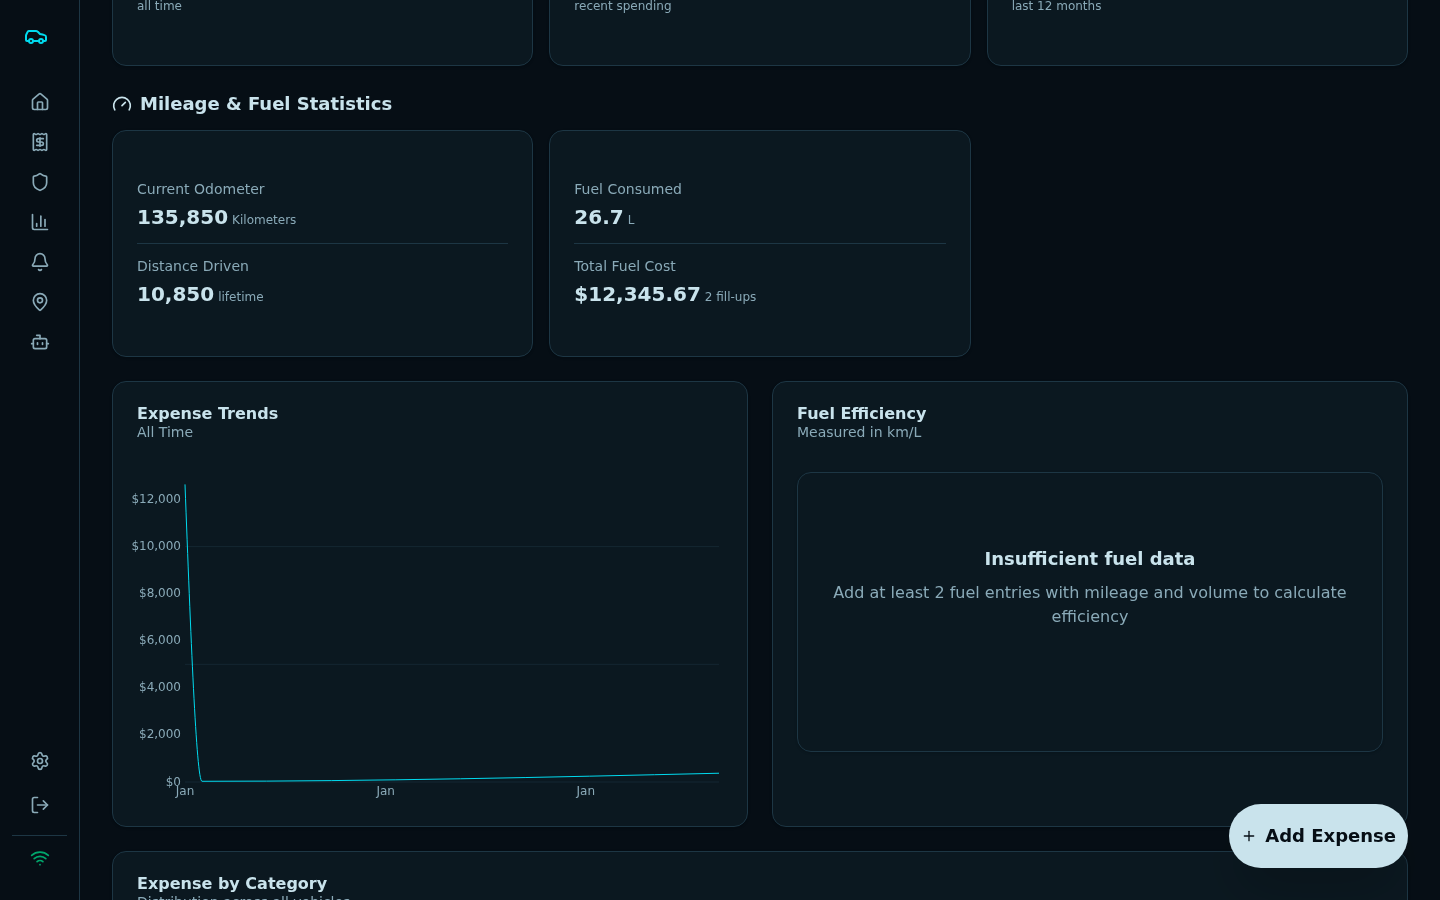 all time
recent spending
last 12 months
Mileage & Fuel Statistics
Current Odometer
135,850 Kilometers
Distance Driven
10,850 lifetime
Fuel Consumed
26.7 L
Total Fuel Cost
$12,345.67 2 fill-ups
Expense Trends
All Time
$12,000
$10,000
$8,000
$6,000
$4,000
$2,000
$0
Jan
Jan
Jan
Fuel Efficiency
Measured in km/L
Insufficient fuel data
Add at least 2 fuel entries with mileage and volume to calculate
efficiency
+ Add Expense
Expense by Category
Distribution across all vehicles